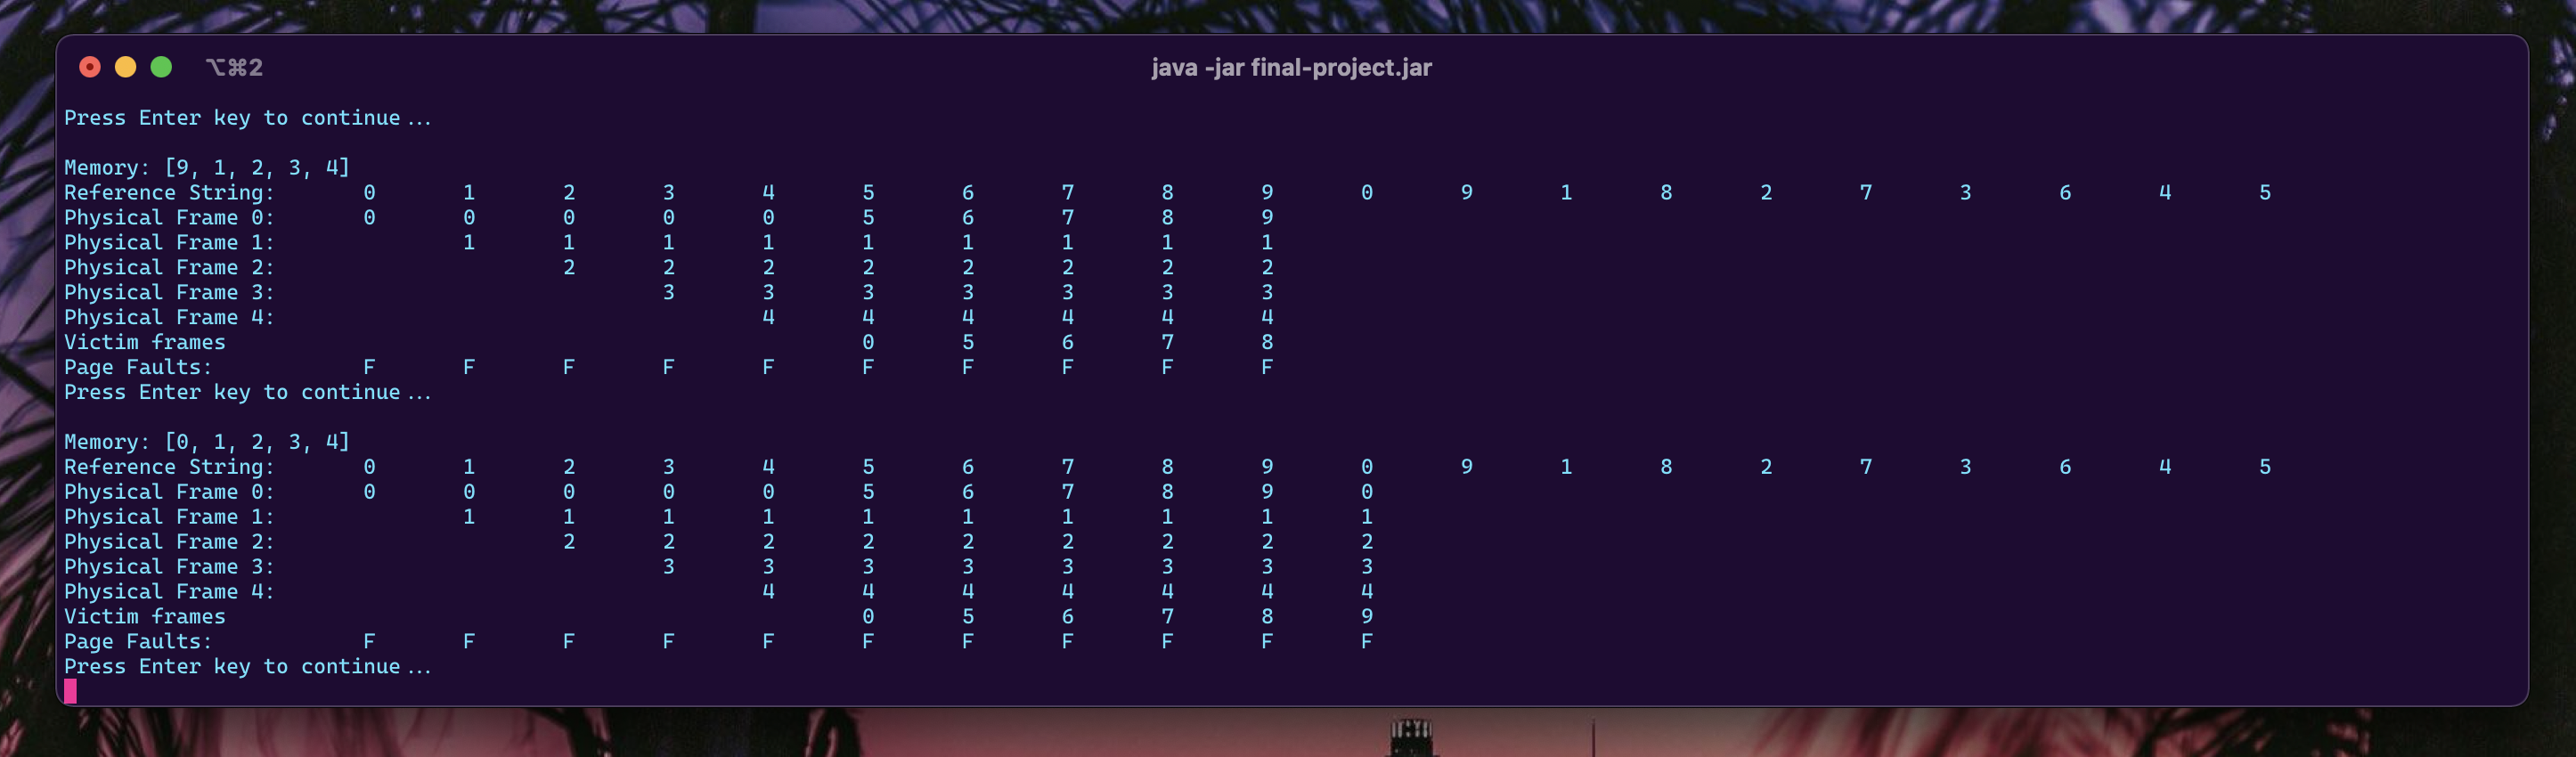 ⌥⌘2 java -jar final-project.jar
Press Enter key to continue...
Memory: [9, 1, 2, 3, 4]
Reference String: 0 1 2 3 4 5 6 7 8 9 0 9 1 8 2 7 3 6 4 5
Physical Frame 0: 0 0 0 0 0 5 6 7 8 9
Physical Frame 1: 1 1 1 1 1 1 1 1 1
Physical Frame 2: 2 2 2 2 2 2 2 2
Physical Frame 3: 3 3 3 3 3 3 3
Physical Frame 4: 4 4 4 4 4 4
Victim frames 0 5 6 7 8
Page Faults: F F F F F F F F F F
Press Enter key to continue...
Memory: [0, 1, 2, 3, 4]
Reference String: 0 1 2 3 4 5 6 7 8 9 0 9 1 8 2 7 3 6 4 5
Physical Frame 0: 0 0 0 0 0 5 6 7 8 9 0
Physical Frame 1: 1 1 1 1 1 1 1 1 1 1
Physical Frame 2: 2 2 2 2 2 2 2 2 2
Physical Frame 3: 3 3 3 3 3 3 3 3
Physical Frame 4: 4 4 4 4 4 4 4
Victim frames 0 5 6 7 8 9
Page Faults: F F F F F F F F F F F
Press Enter key to continue...